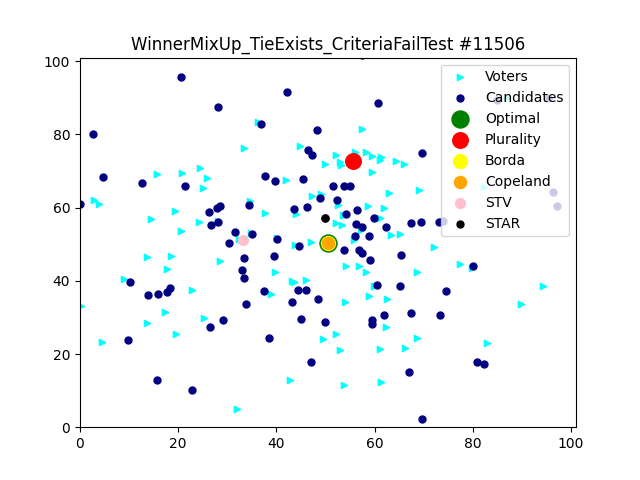 WinnerMixUp_TieExists_CriteriaFailTest #11506
100
80
60
40
20
0
0 20 40 60 80 100
Voters
Candidates
Optimal
Plurality
Borda
Copeland
STV
STAR